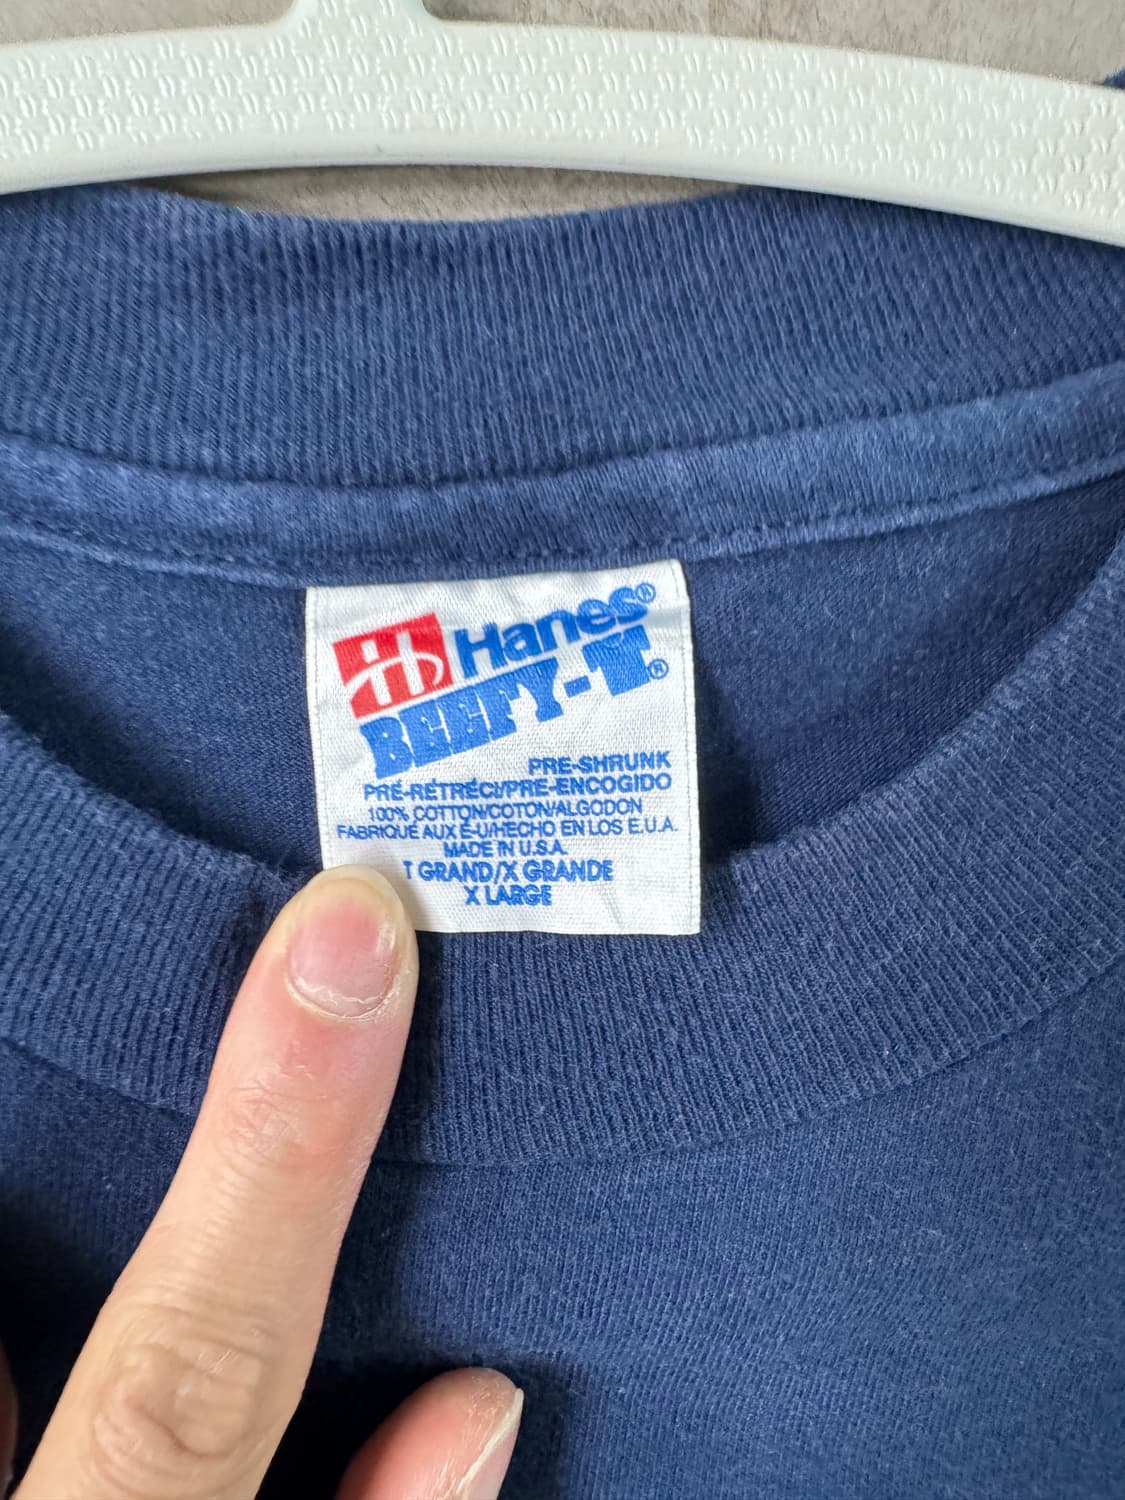 Hanes®
BEEFY-T®
PRE-SHRUNK
PRÉ-RÉTRÉCI/PRE-ENCOGIDO
100% COTTON/COTON/ALGODON
FABRIQUÉ AUX É-U/HECHO EN LOS E.U.A.
MADE IN U.S.A.
T GRAND/X GRANDE
X LARGE